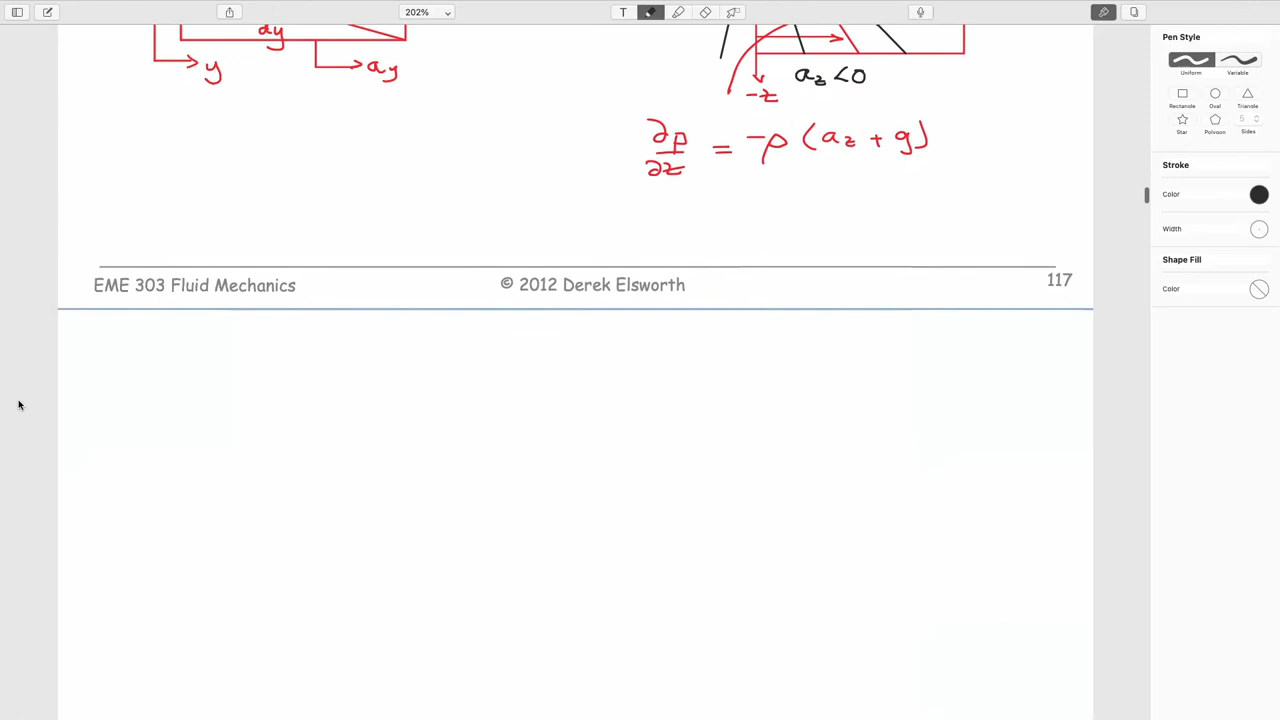 202%
T
Pen Style
Uniform
Variable
Rectangle
Oval
Triangle
Star
Polygon
5
Sides
Stroke
Color
Width
Shape Fill
Color
ay
y
ay
az <0
-z
∂p/∂z = -ρ (az + g)
EME 303 Fluid Mechanics
© 2012 Derek Elsworth
117